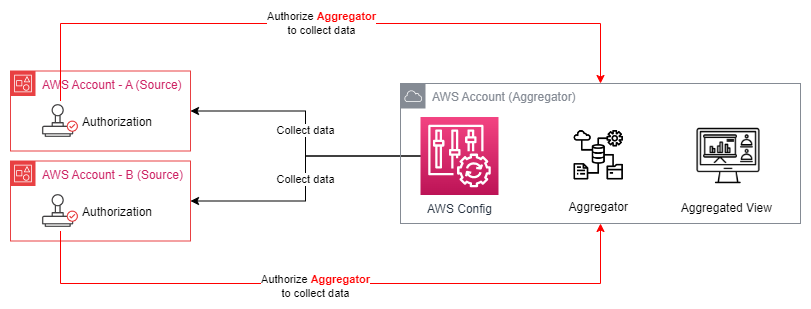 Authorize Aggregator
to collect data
AWS Account - A (Source)
Authorization
AWS Account (Aggregator)
Collect data
AWS Account - B (Source)
Collect data
Authorization
AWS Config
Aggregator
Aggregated View
Authorize Aggregator
to collect data